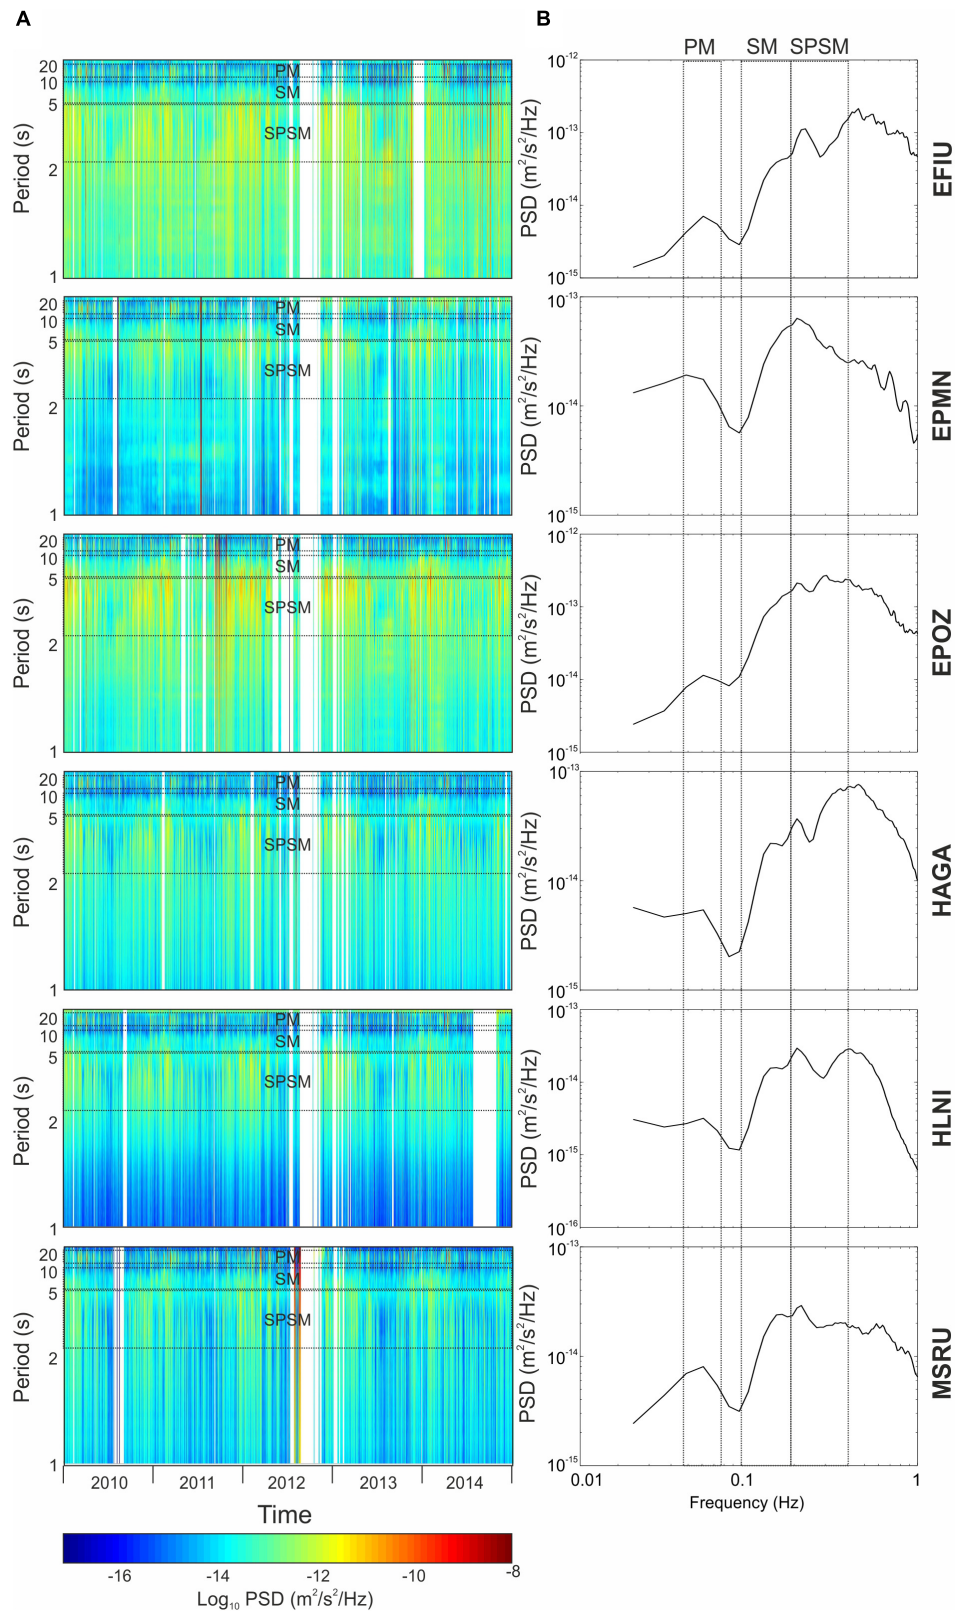 A
B
PM SM SPSM
20
10
5
2
1
Period (s)
PM
SM
SPSM
PSD (m²/s²/Hz)
10⁻¹²
10⁻¹³
10⁻¹⁴
10⁻¹⁵
EFIU
20
10
5
2
1
Period (s)
PM
SM
SPSM
PSD (m²/s²/Hz)
10⁻¹³
10⁻¹⁴
10⁻¹⁵
EPMN
20
10
5
2
1
Period (s)
PM
SM
SPSM
PSD (m²/s²/Hz)
10⁻¹²
10⁻¹³
10⁻¹⁴
10⁻¹⁵
EPOZ
20
10
5
2
1
Period (s)
PM
SM
SPSM
PSD (m²/s²/Hz)
10⁻¹³
10⁻¹⁴
10⁻¹⁵
HAGA
20
10
5
2
1
Period (s)
PM
SM
SPSM
PSD (m²/s²/Hz)
10⁻¹³
10⁻¹⁴
10⁻¹⁵
10⁻¹⁶
HLNI
20
10
5
2
1
Period (s)
PM
SM
SPSM
PSD (m²/s²/Hz)
10⁻¹³
10⁻¹⁴
10⁻¹⁵
MSRU
2010 2011 2012 2013 2014
Time
0.01 0.1 1
Frequency (Hz)
-16 -14 -12 -10 -8
Log₁₀ PSD (m²/s²/Hz)